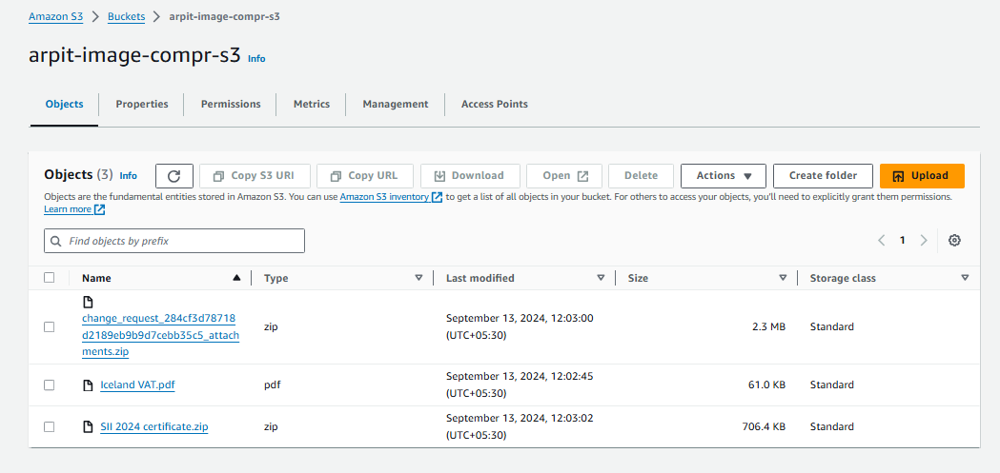 Amazon S3 > Buckets > arpit-image-compr-s3
arpit-image-compr-s3 Info
Objects Properties Permissions Metrics Management Access Points
Objects (3) Info Copy S3 URI Copy URL Download Open Delete Actions Create folder Upload
Objects are the fundamental entities stored in Amazon S3. You can use Amazon S3 inventory to get a list of all objects in your bucket. For others to access your objects, you'll need to explicitly grant them permissions.
Learn more
Find objects by prefix 1
Name Type Last modified Size Storage class
change_request_284cf3d78718
d2189eb9b9d7cebb35c5_attach
ments.zip
zip
September 13, 2024, 12:03:00
(UTC+05:30)
2.3 MB
Standard
Iceland VAT.pdf
pdf
September 13, 2024, 12:02:45
(UTC+05:30)
61.0 KB
Standard
SII 2024 certificate.zip
zip
September 13, 2024, 12:03:02
(UTC+05:30)
706.4 KB
Standard